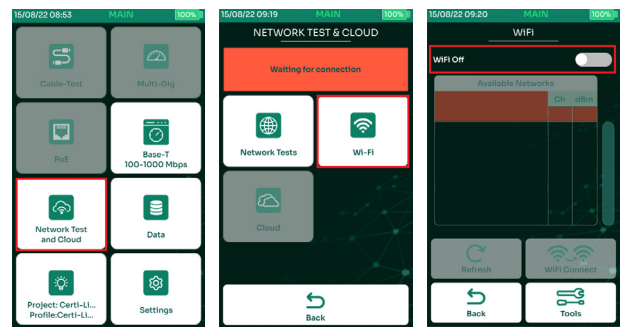 15/08/22 08:53 MAIN 100%
Cable-Test
Multi-Gig
PoE
Base-T
100-1000 Mbps
Network Test
and Cloud
Data
Project: Certi-Li...
Profile:Certi-Li...
Settings
15/08/22 09:19 MAIN 100%
NETWORK TEST & CLOUD
Waiting for connection
Network Tests
Wi-Fi
Cloud
Back
15/08/22 09:20 MAIN 100%
WiFi
WiFi Off
Available Networks
Ch dBm
Refresh
WiFi Connect
Back
Tools